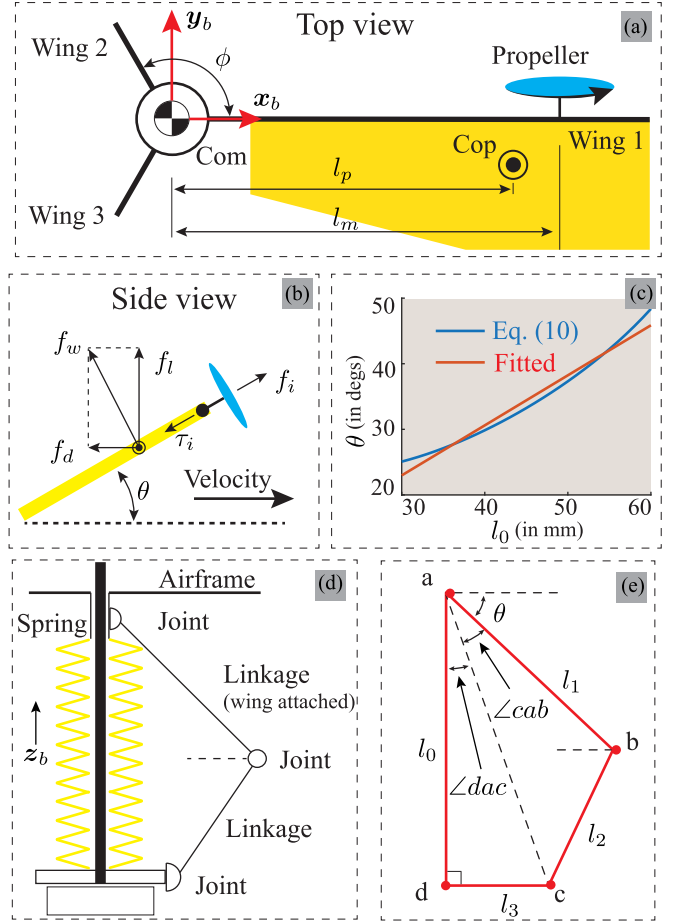 Top view
(a)
Wing 2
y_b
ϕ
Propeller
x_b
Com
Cop
Wing 1
l_p
Wing 3
l_m
Side view
(b)
f_w
f_l
f_i
f_d
τ_i
θ
Velocity
(c)
50
Eq. (10)
Fitted
40
θ (in degs)
30
20
30
40
50
60
l_0 (in mm)
(d)
Airframe
Spring
Joint
Linkage
(wing attached)
z_b
Joint
Linkage
Joint
(e)
a
θ
∠cab
l_1
l_0
b
∠dac
l_2
d
c
l_3